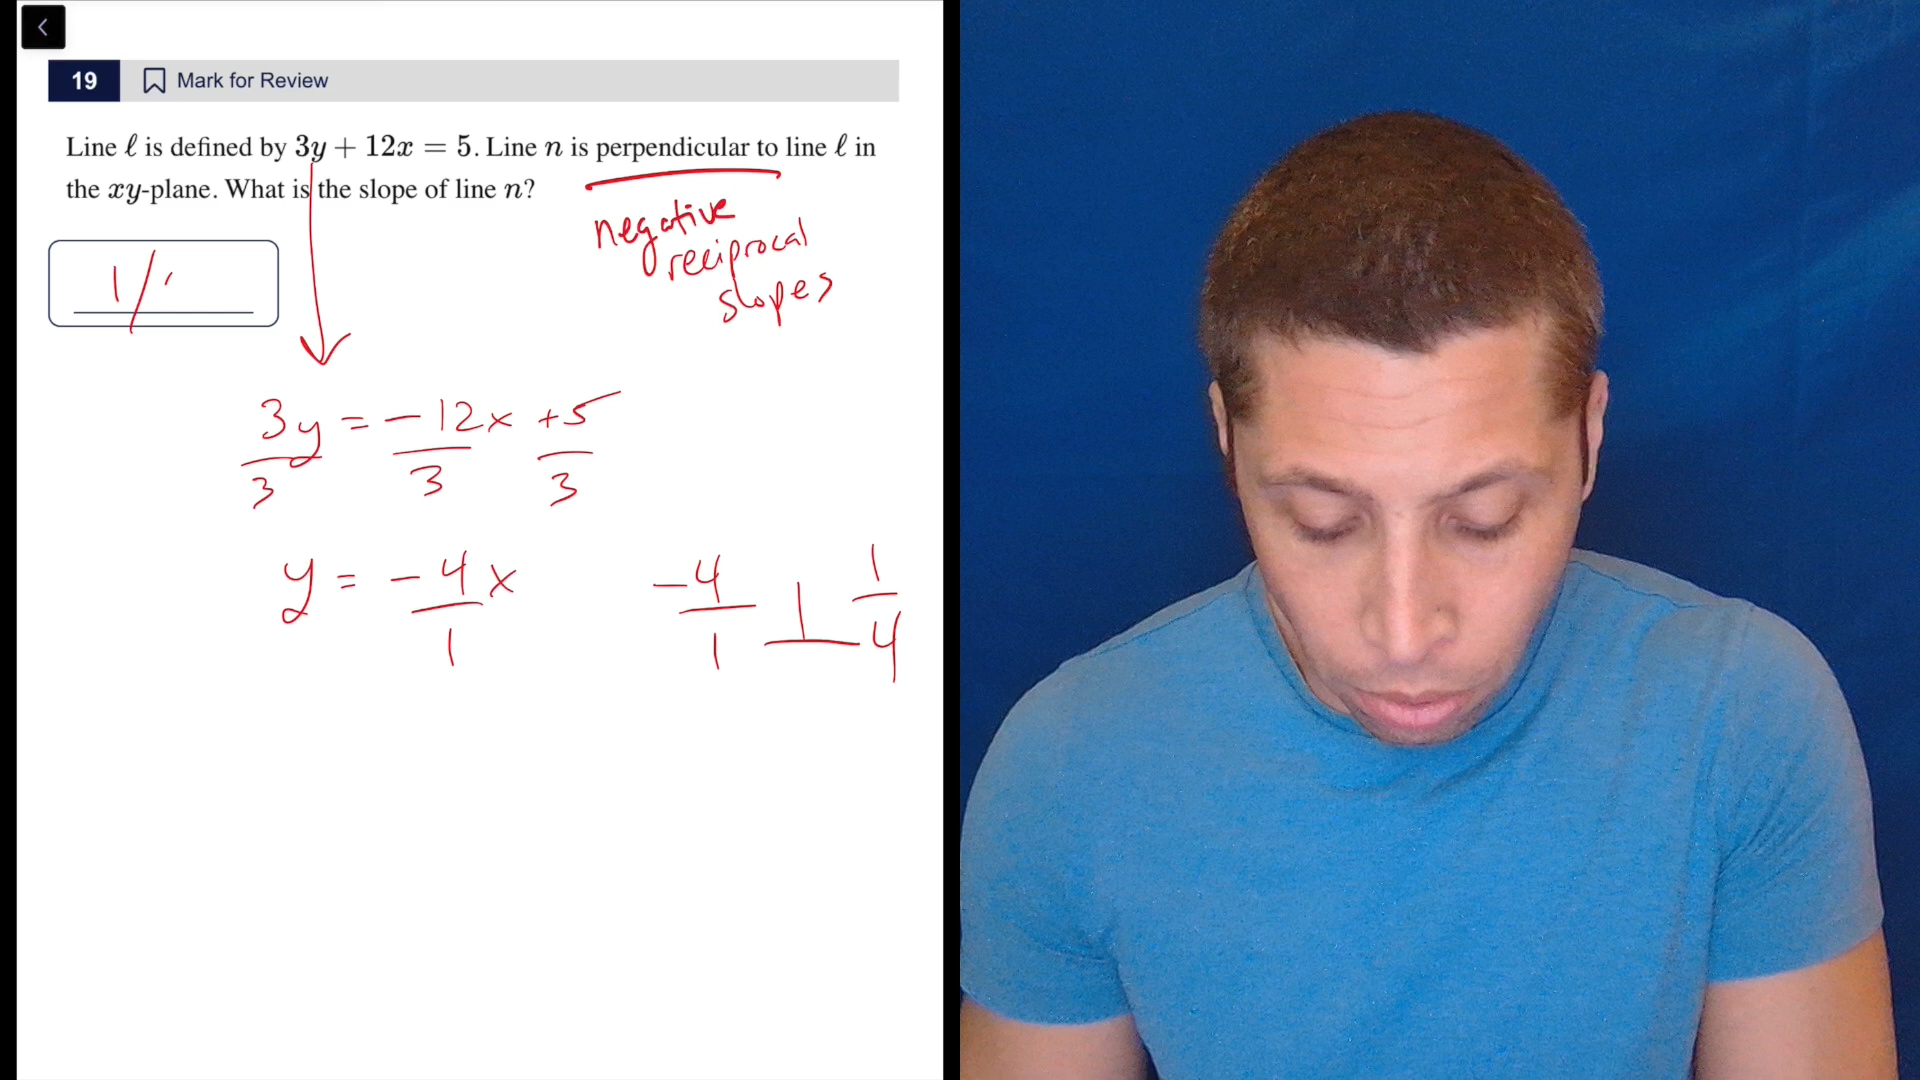 19 Mark for Review
Line ℓ is defined by 3y + 12x = 5. Line n is perpendicular to line ℓ in
the xy-plane. What is the slope of line n?
negative
reciprocal
slopes
1/
3y = -12x +5
3 3 3
y = -4x
1
-4
1
1
4